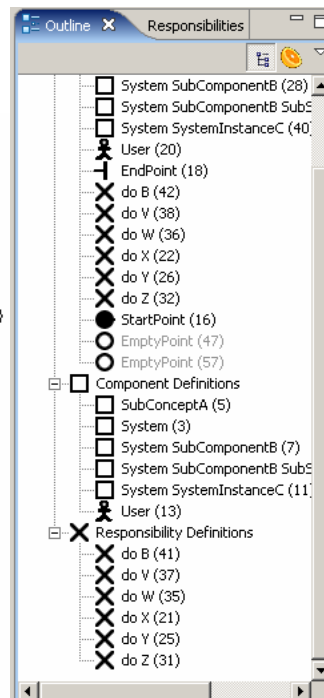 Outline Responsibilities
System SubComponentB (28)
System SubComponentB SubS
System SystemInstanceC (40)
User (20)
EndPoint (18)
do B (42)
do V (38)
do W (36)
do X (22)
do Y (26)
do Z (32)
StartPoint (16)
EmptyPoint (47)
EmptyPoint (57)
Component Definitions
SubConceptA (5)
System (3)
System SubComponentB (7)
System SubComponentB SubS
System SystemInstanceC (11)
User (13)
Responsibility Definitions
do B (41)
do V (37)
do W (35)
do X (21)
do Y (25)
do Z (31)